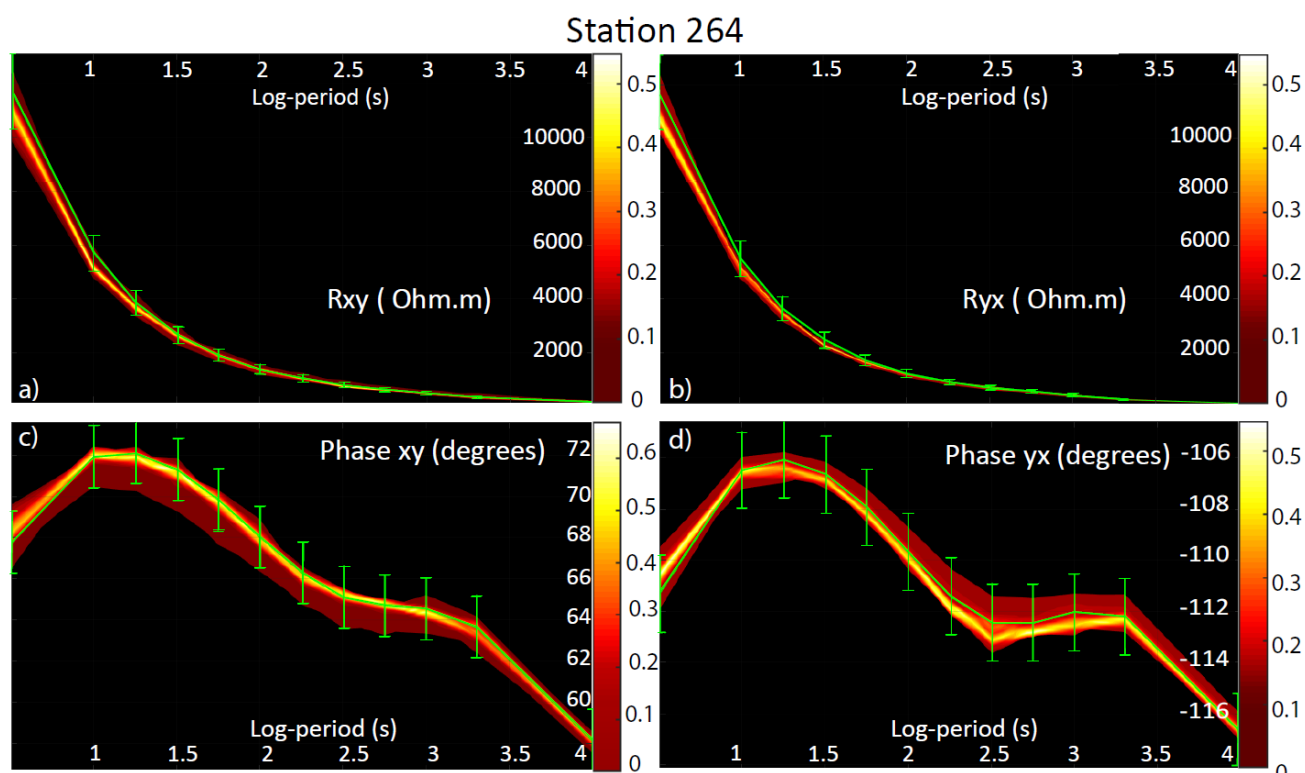 Station 264
1 1.5 2 2.5 3 3.5 4
Log-period (s)
10000
8000
6000
4000
2000
Rxy ( Ohm.m)
a)
0.5
0.4
0.3
0.2
0.1
0
1 1.5 2 2.5 3 3.5 4
Log-period (s)
10000
8000
6000
4000
2000
Ryx ( Ohm.m)
b)
0.5
0.4
0.3
0.2
0.1
0
c)
Phase xy (degrees)
72
70
68
66
64
62
60
Log-period (s)
1 1.5 2 2.5 3 3.5 4
0.6
0.5
0.4
0.3
0.2
0.1
0
d)
Phase yx (degrees)
-106
-108
-110
-112
-114
-116
Log-period (s)
1 1.5 2 2.5 3 3.5 4
0.5
0.4
0.3
0.2
0.1
0